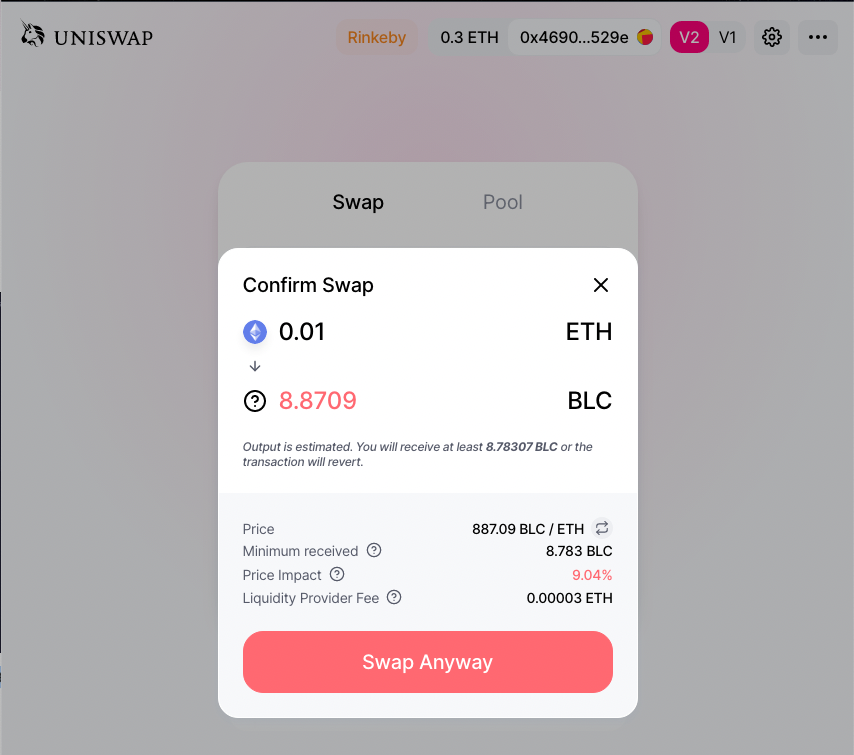 UNISWAP Rinkeby 0.3 ETH 0x4690...529e V2 V1
Swap Pool
Confirm Swap
0.01 ETH
8.8709 BLC
Output is estimated. You will receive at least 8.78307 BLC or the
transaction will revert.
Price 887.09 BLC / ETH
Minimum received 8.783 BLC
Price Impact 9.04%
Liquidity Provider Fee 0.00003 ETH
Swap Anyway